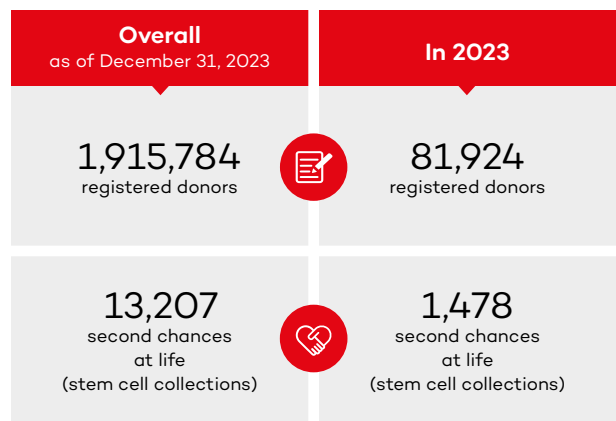 Overall
as of December 31, 2023
In 2023
1,915,784
registered donors
81,924
registered donors
13,207
second chances
at life
(stem cell collections)
1,478
second chances
at life
(stem cell collections)